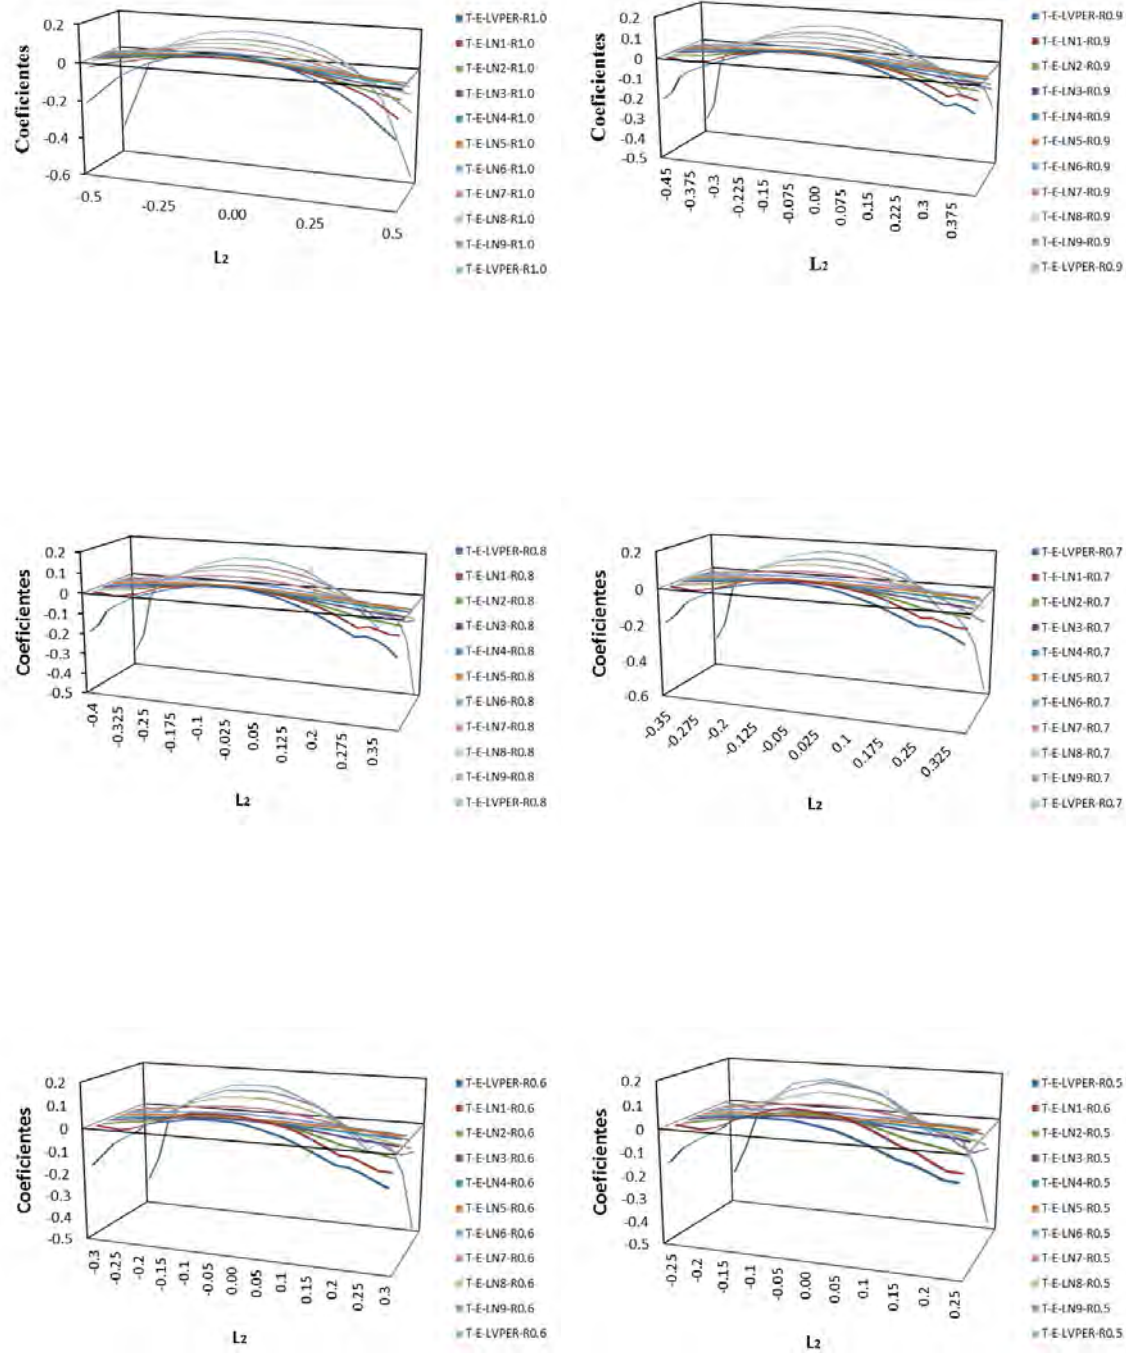 0.2
0
-0.2
-0.4
-0.6
Coeficientes
-0.5
-0.25
0.00
0.25
0.5
L2
T-E-LVPER-R1.0
T-E-LN1-R1.0
T-E-LN2-R1.0
T-E-LN3-R1.0
T-E-LN4-R1.0
T-E-LN5-R1.0
T-E-LN6-R1.0
T-E-LN7-R1.0
T-E-LN8-R1.0
T-E-LN9-R1.0
T-E-LVPER-R1.0
0.2
0.1
0
-0.1
-0.2
-0.3
-0.4
-0.5
Coeficientes
-0.45
-0.375
-0.3
-0.225
-0.15
-0.075
0.00
0.075
0.15
0.225
0.3
0.375
L2
T-E-LVPER-R0.9
T-E-LN1-R0.9
T-E-LN2-R0.9
T-E-LN3-R0.9
T-E-LN4-R0.9
T-E-LN5-R0.9
T-E-LN6-R0.9
T-E-LN7-R0.9
T-E-LN8-R0.9
T-E-LN9-R0.9
T-E-LVPER-R0.9
0.2
0.1
0
-0.1
-0.2
-0.3
-0.4
-0.5
Coeficientes
-0.4
-0.325
-0.25
-0.175
-0.1
-0.025
0.05
0.125
0.2
0.275
0.35
L2
T-E-LVPER-R0.8
T-E-LN1-R0.8
T-E-LN2-R0.8
T-E-LN3-R0.8
T-E-LN4-R0.8
T-E-LN5-R0.8
T-E-LN6-R0.8
T-E-LN7-R0.8
T-E-LN8-R0.8
T-E-LN9-R0.8
T-E-LVPER-R0.8
0.2
0
-0.2
-0.4
-0.6
Coeficientes
-0.35
-0.275
-0.2
-0.125
-0.05
0.025
0.1
0.175
0.25
0.325
L2
T-E-LVPER-R0.7
T-E-LN1-R0.7
T-E-LN2-R0.7
T-E-LN3-R0.7
T-E-LN4-R0.7
T-E-LN5-R0.7
T-E-LN6-R0.7
T-E-LN7-R0.7
T-E-LN8-R0.7
T-E-LN9-R0.7
T-E-LVPER-R0.7
0.2
0.1
0
-0.1
-0.2
-0.3
-0.4
-0.5
Coeficientes
-0.3
-0.25
-0.2
-0.15
-0.1
-0.05
0.00
0.05
0.1
0.15
0.2
0.25
0.3
L2
T-E-LVPER-R0.6
T-E-LN1-R0.6
T-E-LN2-R0.6
T-E-LN3-R0.6
T-E-LN4-R0.6
T-E-LN5-R0.6
T-E-LN6-R0.6
T-E-LN7-R0.6
T-E-LN8-R0.6
T-E-LN9-R0.6
T-E-LVPER-R0.6
0.2
0.1
0
-0.1
-0.2
-0.3
-0.4
-0.5
Coeficientes
-0.25
-0.2
-0.15
-0.1
-0.05
0.00
0.05
0.1
0.15
0.2
0.25
L2
T-E-LVPER-R0.5
T-E-LN1-R0.6
T-E-LN2-R0.5
T-E-LN3-R0.5
T-E-LN4-R0.5
T-E-LN5-R0.5
T-E-LN6-R0.5
T-E-LN7-R0.5
T-E-LN8-R0.5
T-E-LN9-R0.5
T-E-LVPER-R0.5